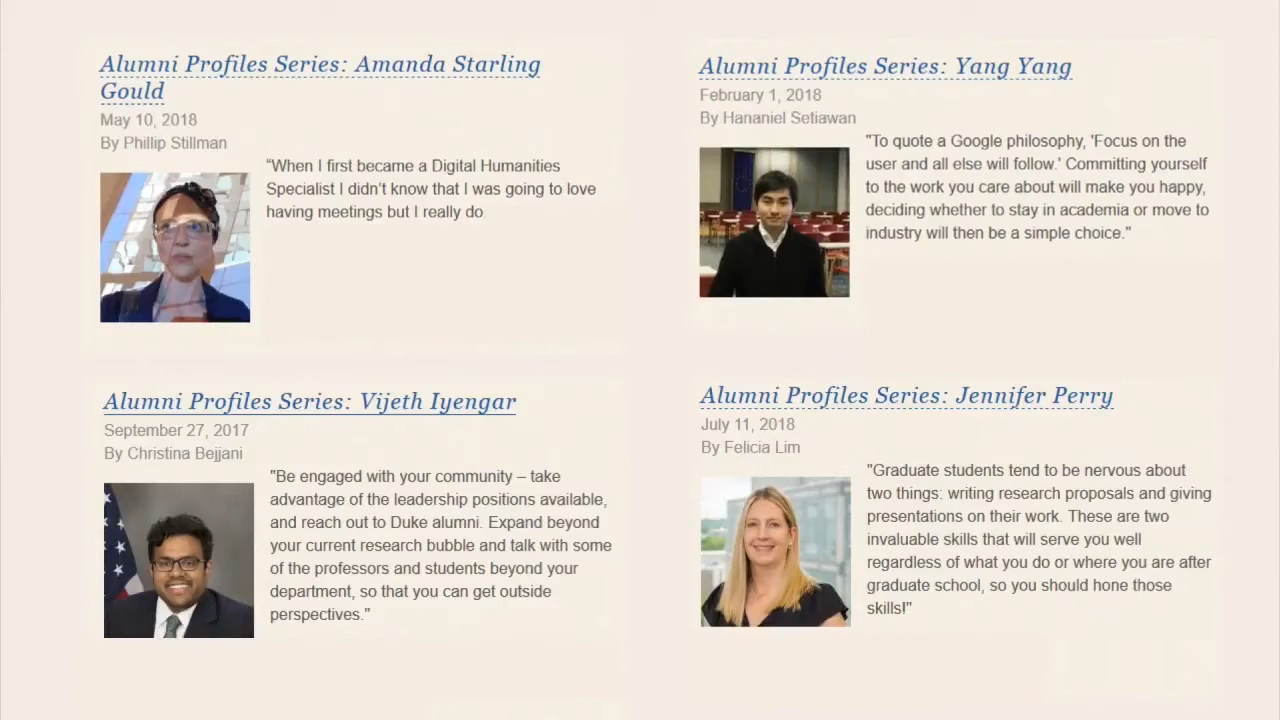 Alumni Profiles Series: Amanda Starling
Gould
May 10, 2018
By Phillip Stillman
“When I first became a Digital Humanities
Specialist I didn’t know that I was going to love
having meetings but I really do
Alumni Profiles Series: Yang Yang
February 1, 2018
By Hananiel Setiawan
"To quote a Google philosophy, 'Focus on the
user and all else will follow.' Committing yourself
to the work you care about will make you happy,
deciding whether to stay in academia or move to
industry will then be a simple choice."
Alumni Profiles Series: Vijeth Iyengar
September 27, 2017
By Christina Bejjani
"Be engaged with your community – take
advantage of the leadership positions available,
and reach out to Duke alumni. Expand beyond
your current research bubble and talk with some
of the professors and students beyond your
department, so that you can get outside
perspectives."
Alumni Profiles Series: Jennifer Perry
July 11, 2018
By Felicia Lim
"Graduate students tend to be nervous about
two things: writing research proposals and giving
presentations on their work. These are two
invaluable skills that will serve you well
regardless of what you do or where you are after
graduate school, so you should hone those
skills!"